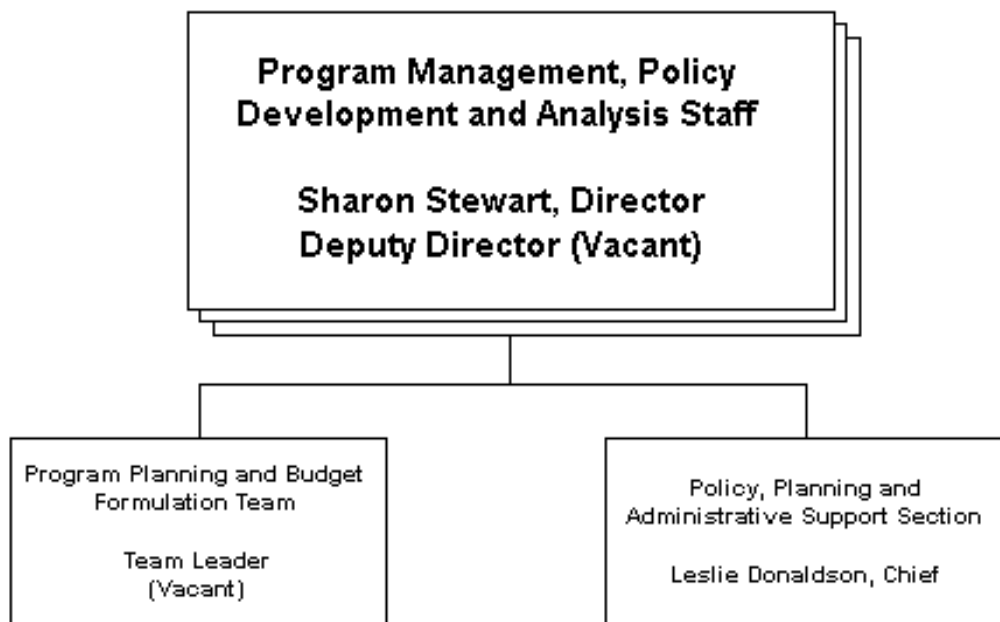 Program Management, Policy
Development and Analysis Staff
Sharon Stewart, Director
Deputy Director (Vacant)
Program Planning and Budget
Formulation Team
Team Leader
(Vacant)
Policy, Planning and
Administrative Support Section
Leslie Donaldson, Chief